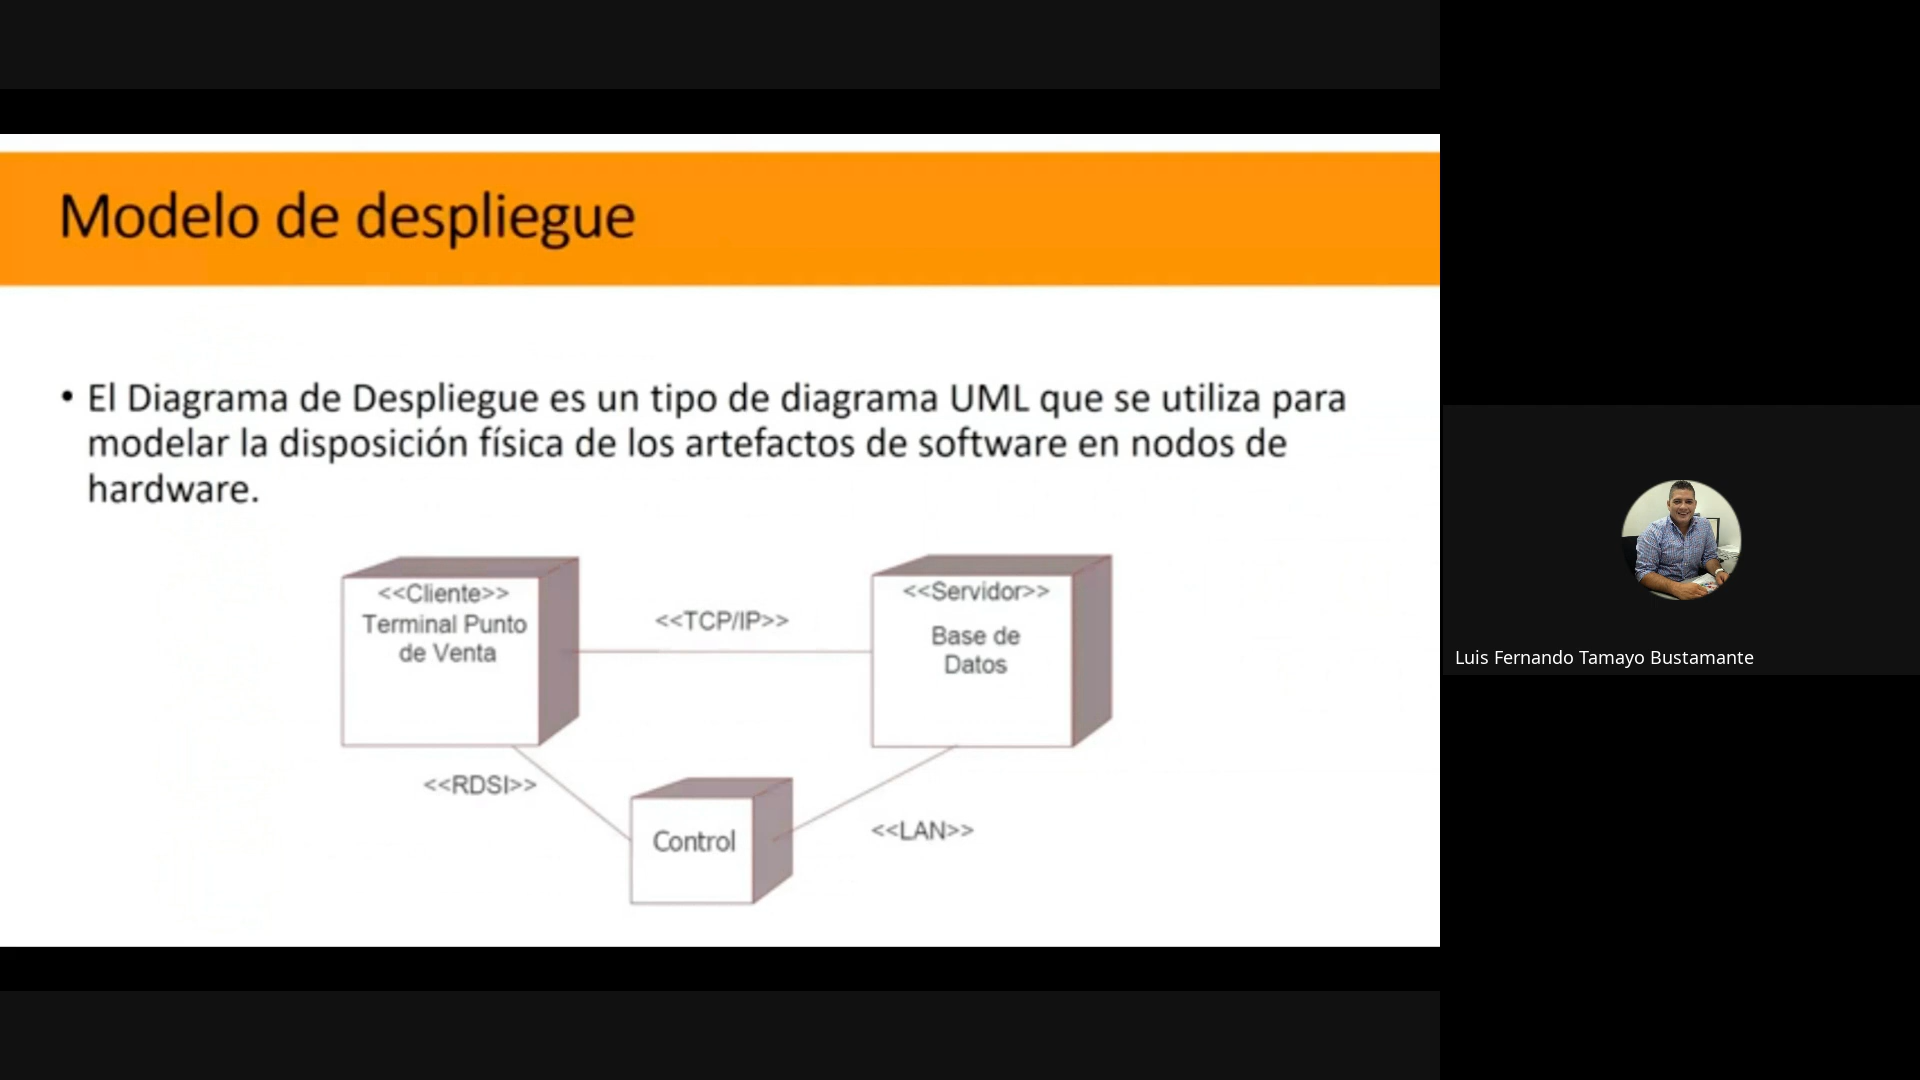 Modelo de despliegue
• El Diagrama de Despliegue es un tipo de diagrama UML que se utiliza para
modelar la disposición física de los artefactos de software en nodos de
hardware.
<<Cliente>>
Terminal Punto
de Venta
<<TCP/IP>>
<<Servidor>>
Base de
Datos
<<RDSI>>
Control
<<LAN>>
Luis Fernando Tamayo Bustamante